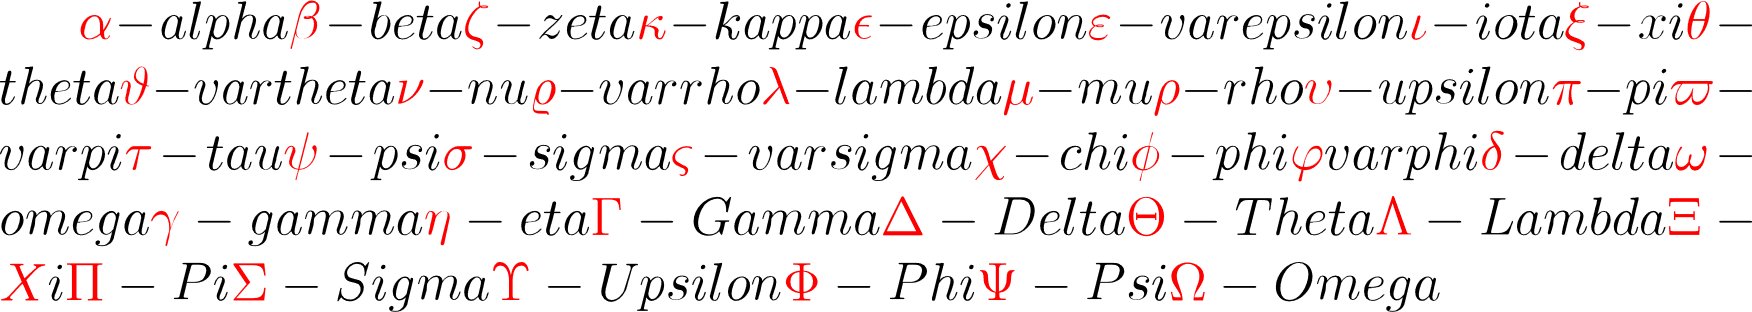 α−alphaβ−betaζ−zetaκ−kappaϵ−epsilonε−varepsilonι−iotaξ−xiθ−
thetaϑ−varthetaν−nuϱ−varrhoλ−lambdaμ−muρ−rhoυ−upsilonπ−piϖ−
varpiτ−tauψ−psiσ−sigmaς−varsigmaχ−chiϕ−phiφvarphiδ−deltaω−
omegaγ−gammaη−etaΓ−GammaΔ−DeltaΘ−ThetaΛ−LambdaΞ−
XiΠ−PiΣ−Sigmaϒ−UpsilonΦ−PhiΨ−PsiΩ−Omega